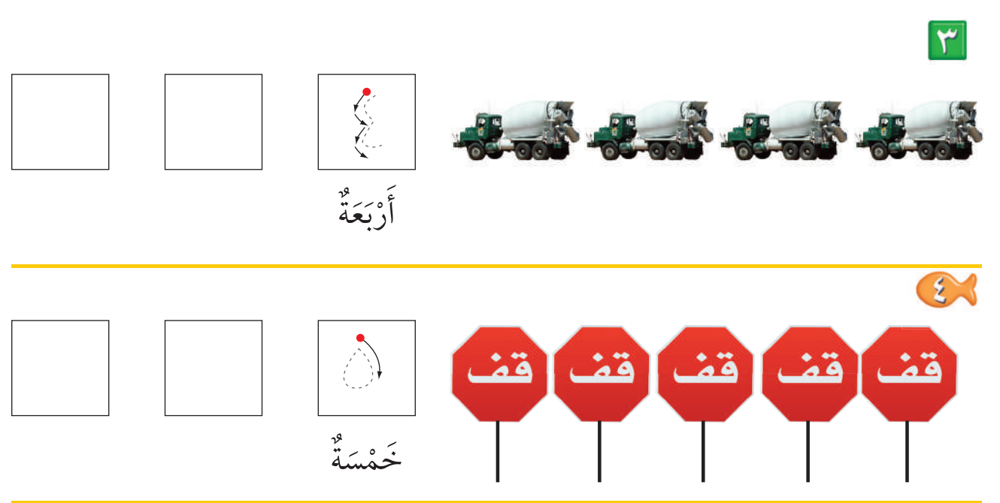 ٣
أَرْبَعَةٌ
٤
قف قف قف قف قف
خَمْسَةٌ